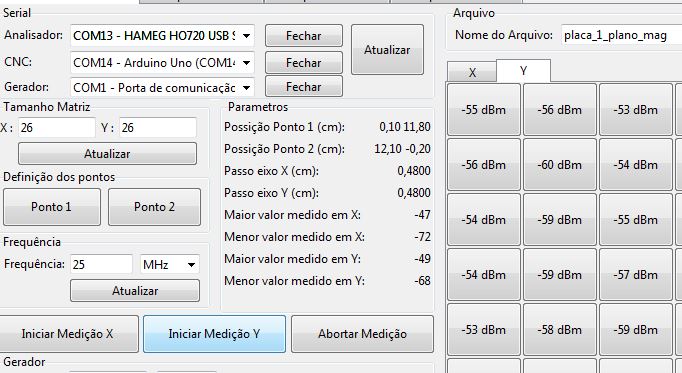 Serial
Analisador: COM13 - HAMEG HO720 USB S Fechar
Atualizar
CNC: COM14 - Arduino Uno (COM14 Fechar
Gerador: COM1 - Porta de comunicação Fechar
Tamanho Matriz
X : 26 Y : 26
Atualizar
Definição dos pontos
Ponto 1 Ponto 2
Frequência
Frequência: 25 MHz
Atualizar
Parametros
Possição Ponto 1 (cm): 0,10 11,80
Possição Ponto 2 (cm): 12,10 -0,20
Passo eixo X (cm): 0,4800
Passo eixo Y (cm): 0,4800
Maior valor medido em X: -47
Menor valor medido em X: -72
Maior valor medido em Y: -49
Menor valor medido em Y: -68
Iniciar Medição X Iniciar Medição Y Abortar Medição
Gerador
Arquivo
Nome do Arquivo: placa_1_plano_mag
X Y
-55 dBm -56 dBm -53 dBm
-56 dBm -60 dBm -54 dBm
-54 dBm -59 dBm -55 dBm
-54 dBm -59 dBm -57 dBm
-53 dBm -58 dBm -59 dBm